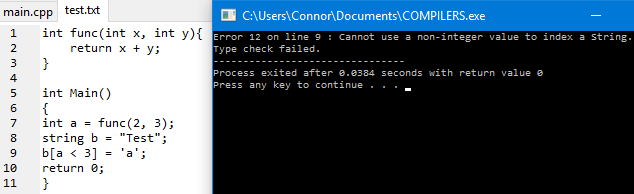 main.cpp test.txt
1 int func(int x, int y){
2 return x + y;
3 }
4
5 int Main()
6 {
7 int a = func(2, 3);
8 string b = "Test";
9 b[a < 3] = 'a';
10 return 0;
11 }
C:\Users\Connor\Documents\COMPILERS.exe
Error 12 on line 9 : Cannot use a non-integer value to index a String.
Type check failed.
--------------------------------
Process exited after 0.0384 seconds with return value 0
Press any key to continue . . .